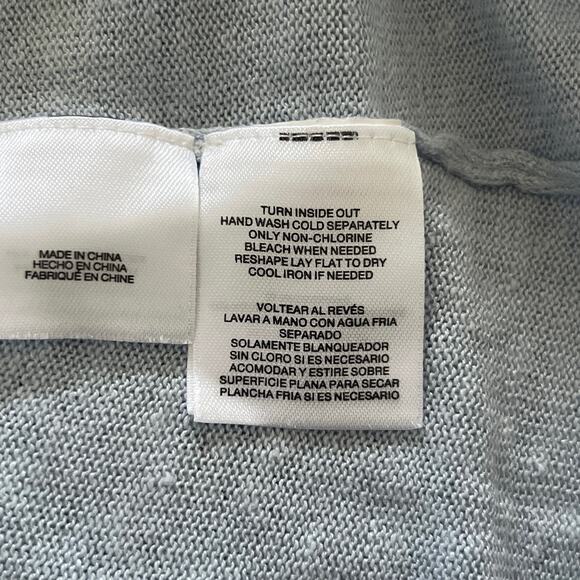 MADE IN CHINA
HECHO EN CHINA
FABRIQUÉ EN CHINE
TURN INSIDE OUT
HAND WASH COLD SEPARATELY
ONLY NON-CHLORINE
BLEACH WHEN NEEDED
RESHAPE LAY FLAT TO DRY
COOL IRON IF NEEDED
VOLTEAR AL REVÉS
LAVAR A MANO CON AGUA FRIA
SEPARADO
SOLAMENTE BLANQUEADOR
SIN CLORO SI ES NECESARIO
ACOMODAR Y ESTIRE SOBRE
SUPERFICIE PLANA PARA SECAR
PLANCHA FRIA SI ES NECESARIO